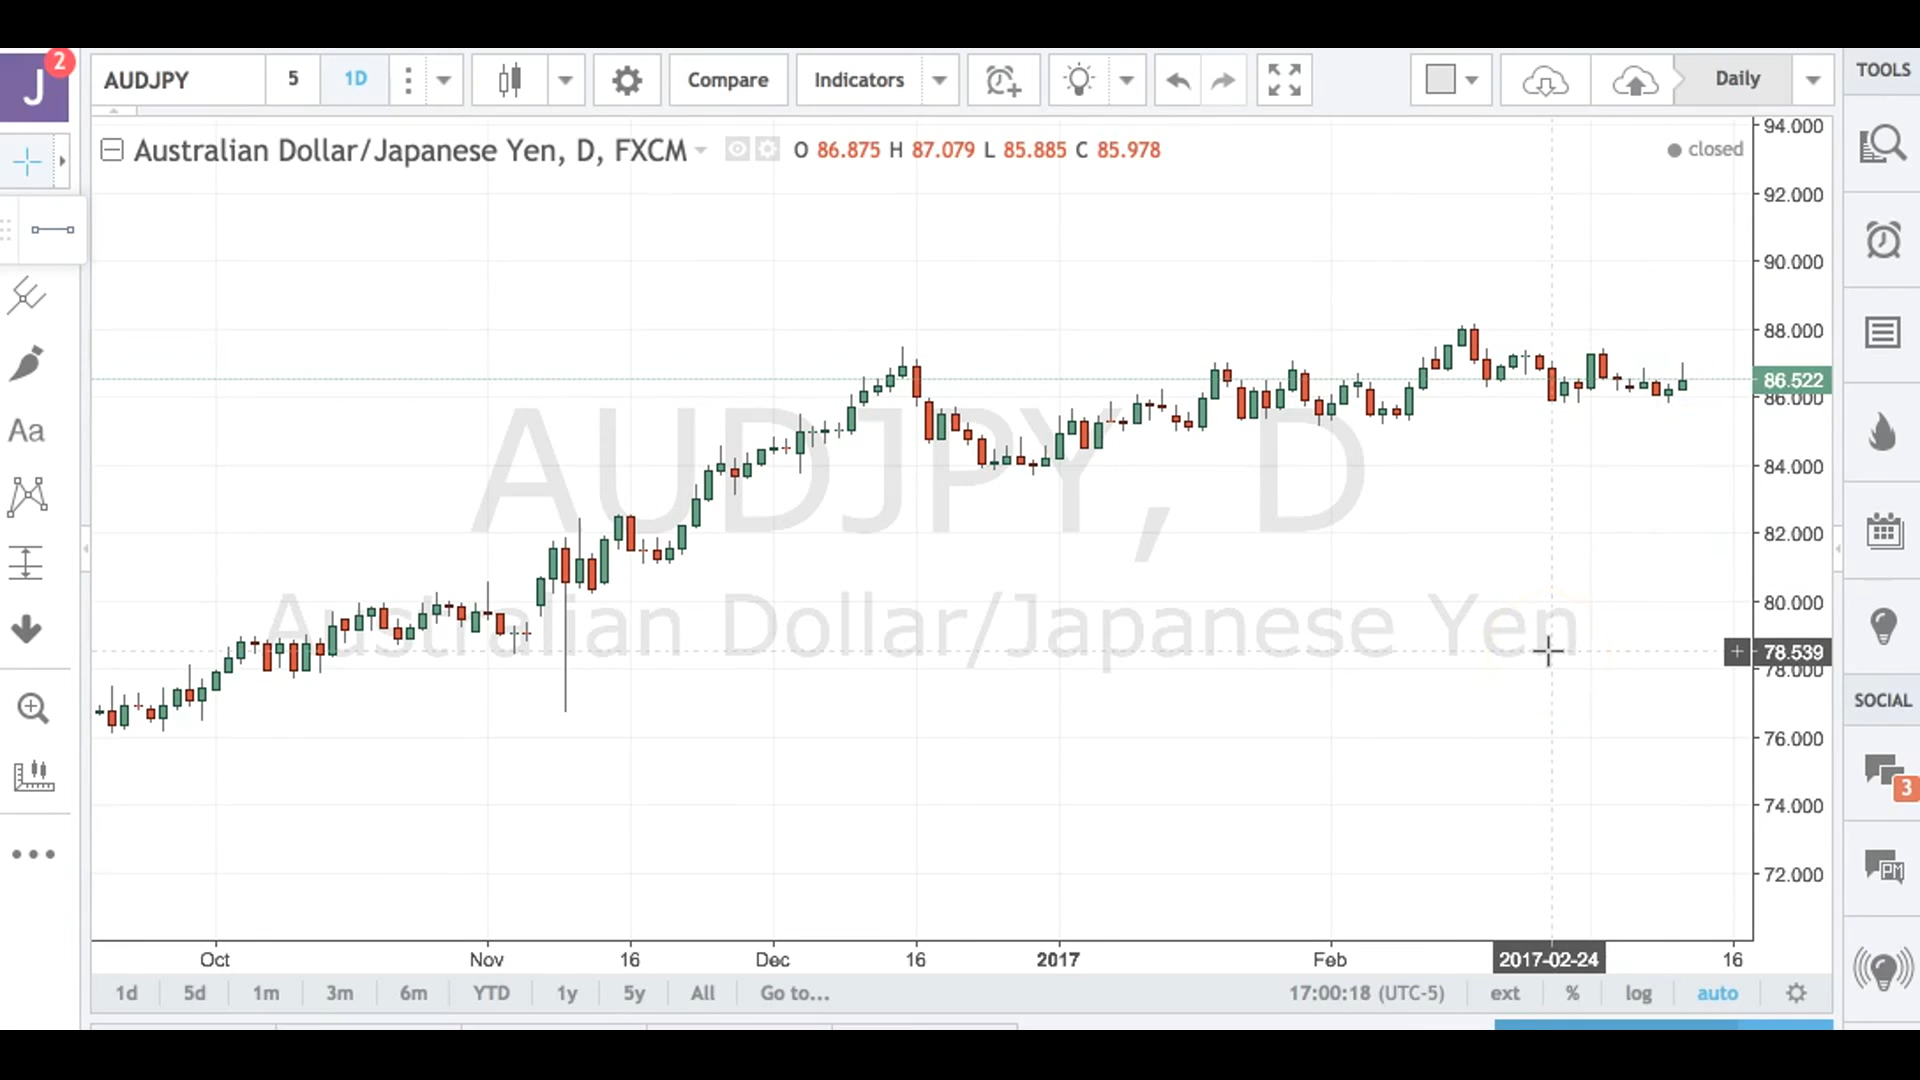 J
2
AUDJPY
5
1D
Compare
Indicators
Daily
TOOLS
Australian Dollar/Japanese Yen, D, FXCM
O 86.875 H 87.079 L 85.885 C 85.978
closed
94.000
92.000
90.000
88.000
86.522
86.000
84.000
82.000
80.000
78.539
78.000
76.000
74.000
72.000
AUDJPY, D
Australian Dollar/Japanese Yen
Aa
SOCIAL
3
PM
Oct
Nov
16
Dec
16
2017
Feb
2017-02-24
16
1d
5d
1m
3m
6m
YTD
1y
5y
All
Go to...
17:00:18 (UTC-5)
ext
%
log
auto